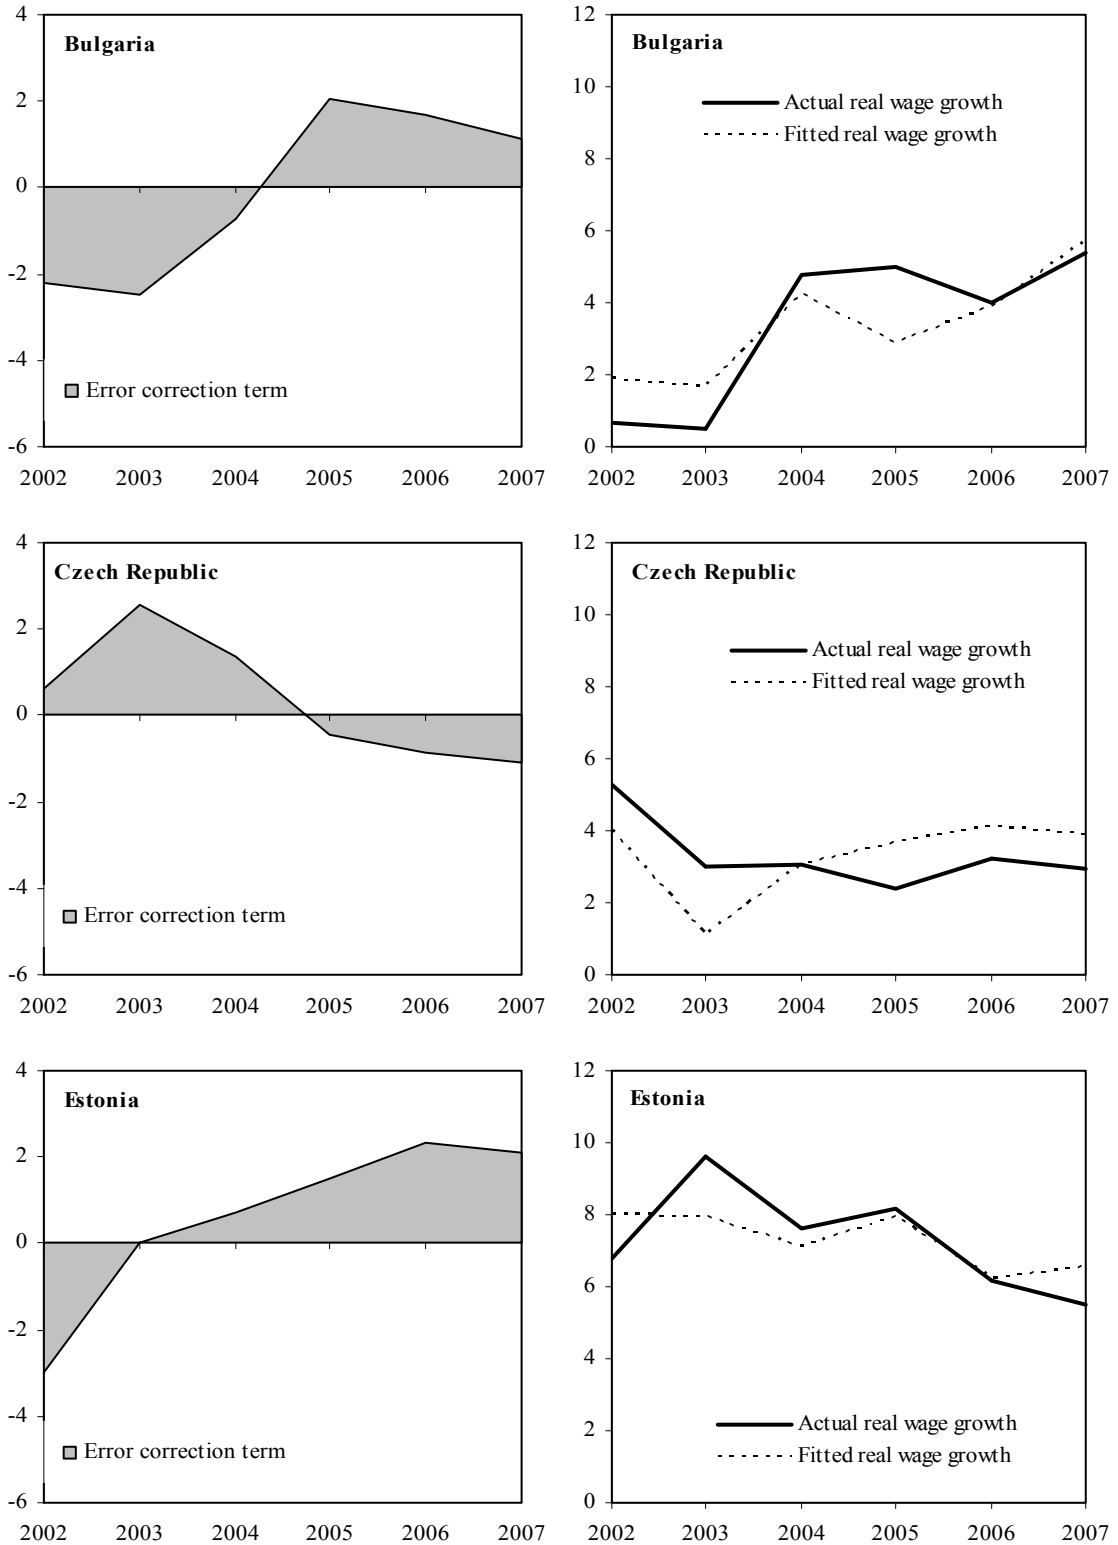 4
Bulgaria
2
0
-2
-4
Error correction term
-6
2002 2003 2004 2005 2006 2007
12
Bulgaria
10
Actual real wage growth
Fitted real wage growth
8
6
4
2
0
2002 2003 2004 2005 2006 2007
4
Czech Republic
2
0
-2
-4
Error correction term
-6
2002 2003 2004 2005 2006 2007
12
Czech Republic
10
Actual real wage growth
Fitted real wage growth
8
6
4
2
0
2002 2003 2004 2005 2006 2007
4
Estonia
2
0
-2
-4
Error correction term
-6
2002 2003 2004 2005 2006 2007
12
Estonia
10
8
6
4
Actual real wage growth
2
Fitted real wage growth
0
2002 2003 2004 2005 2006 2007